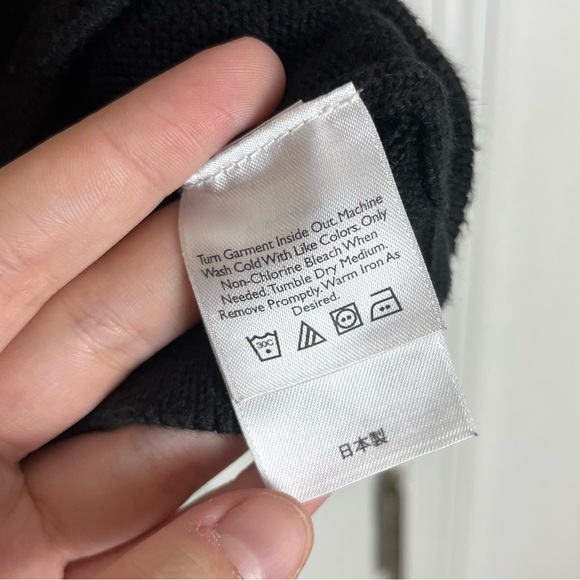 Turn Garment Inside Out. Machine
Wash Cold With Like Colors. Only
Non-Chlorine Bleach When
Needed. Tumble Dry Medium.
Remove Promptly. Warm Iron As
Desired.
30C
日本製